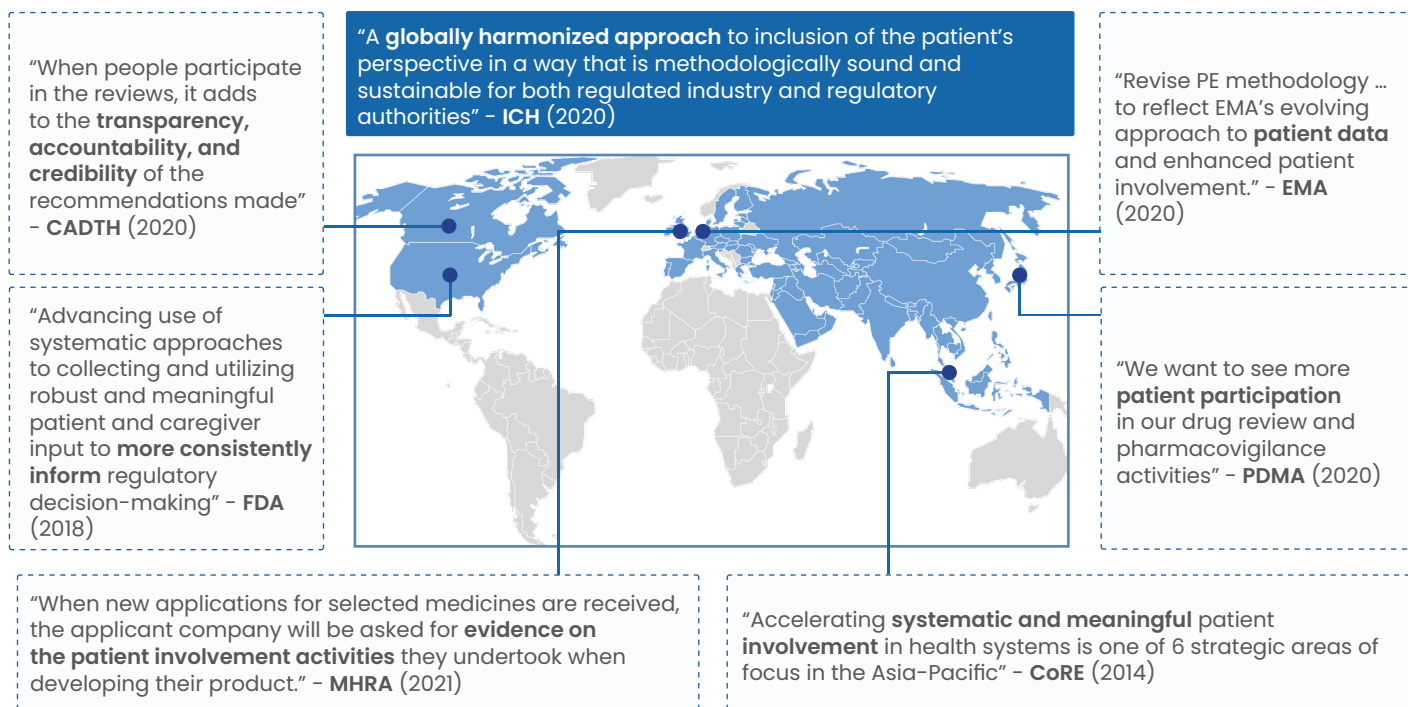 “When people participate
in the reviews, it adds
to the transparency,
accountability, and
credibility of the
recommendations made”
- CADTH (2020)
“A globally harmonized approach to inclusion of the patient’s
perspective in a way that is methodologically sound and
sustainable for both regulated industry and regulatory
authorities” - ICH (2020)
“Revise PE methodology ...
to reflect EMA’s evolving
approach to patient data
and enhanced patient
involvement.” - EMA
(2020)
“Advancing use of
systematic approaches
to collecting and utilizing
robust and meaningful
patient and caregiver
input to more consistently
inform regulatory
decision-making” - FDA
(2018)
“We want to see more
patient participation
in our drug review and
pharmacovigilance
activities” - PDMA (2020)
“When new applications for selected medicines are received,
the applicant company will be asked for evidence on
the patient involvement activities they undertook when
developing their product.” - MHRA (2021)
“Accelerating systematic and meaningful patient
involvement in health systems is one of 6 strategic areas of
focus in the Asia-Pacific” - CoRE (2014)